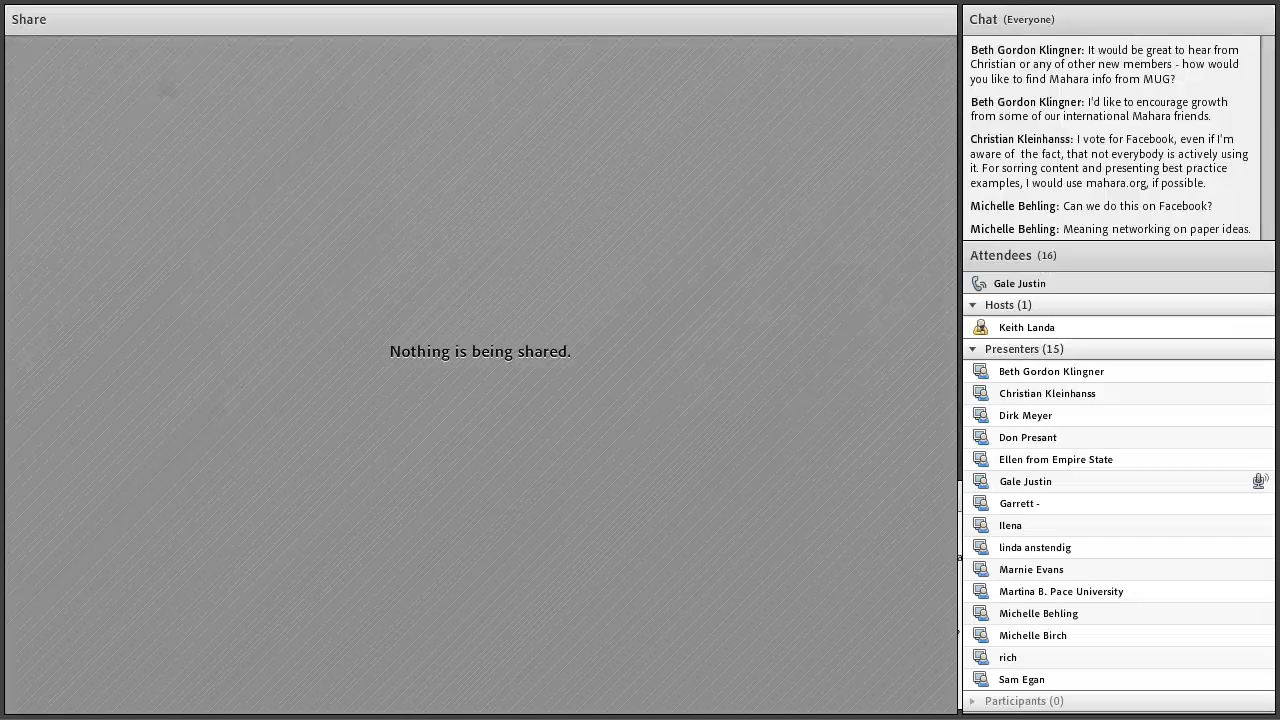 Share
Nothing is being shared.
Chat (Everyone)
Beth Gordon Klingner: It would be great to hear from
Christian or any of other new members - how would
you like to find Mahara info from MUG?
Beth Gordon Klingner: I'd like to encourage growth
from some of our international Mahara friends.
Christian Kleinhanss: I vote for Facebook, even if I'm
aware of the fact, that not everybody is actively using
it. For sorring content and presenting best practice
examples, I would use mahara.org, if possible.
Michelle Behling: Can we do this on Facebook?
Michelle Behling: Meaning networking on paper ideas.
Attendees (16)
Gale Justin
Hosts (1)
Keith Landa
Presenters (15)
Beth Gordon Klingner
Christian Kleinhanss
Dirk Meyer
Don Presant
Ellen from Empire State
Gale Justin
Garrett -
Ilena
linda anstendig
Marnie Evans
Martina B. Pace University
Michelle Behling
Michelle Birch
rich
Sam Egan
Participants (0)